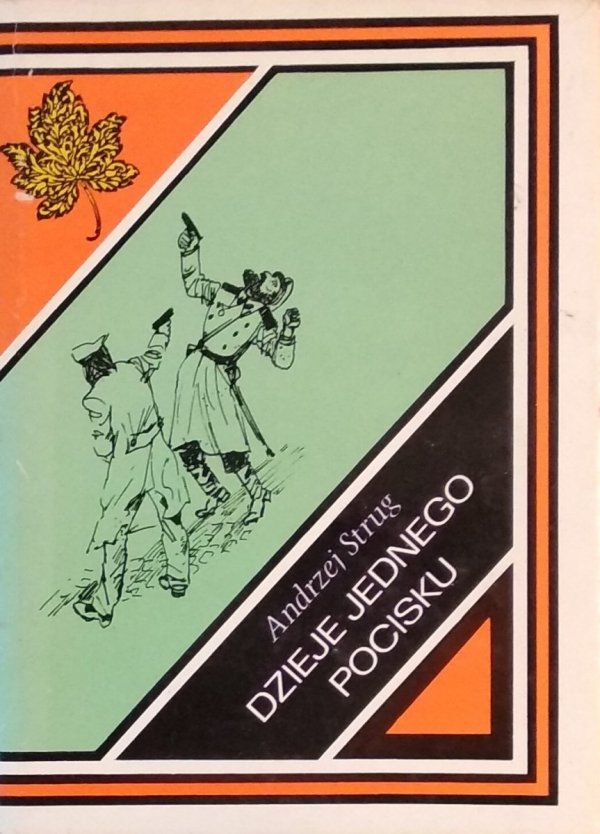 Andrzej Strug
DZIEJE JEDNEGO
POCISKU